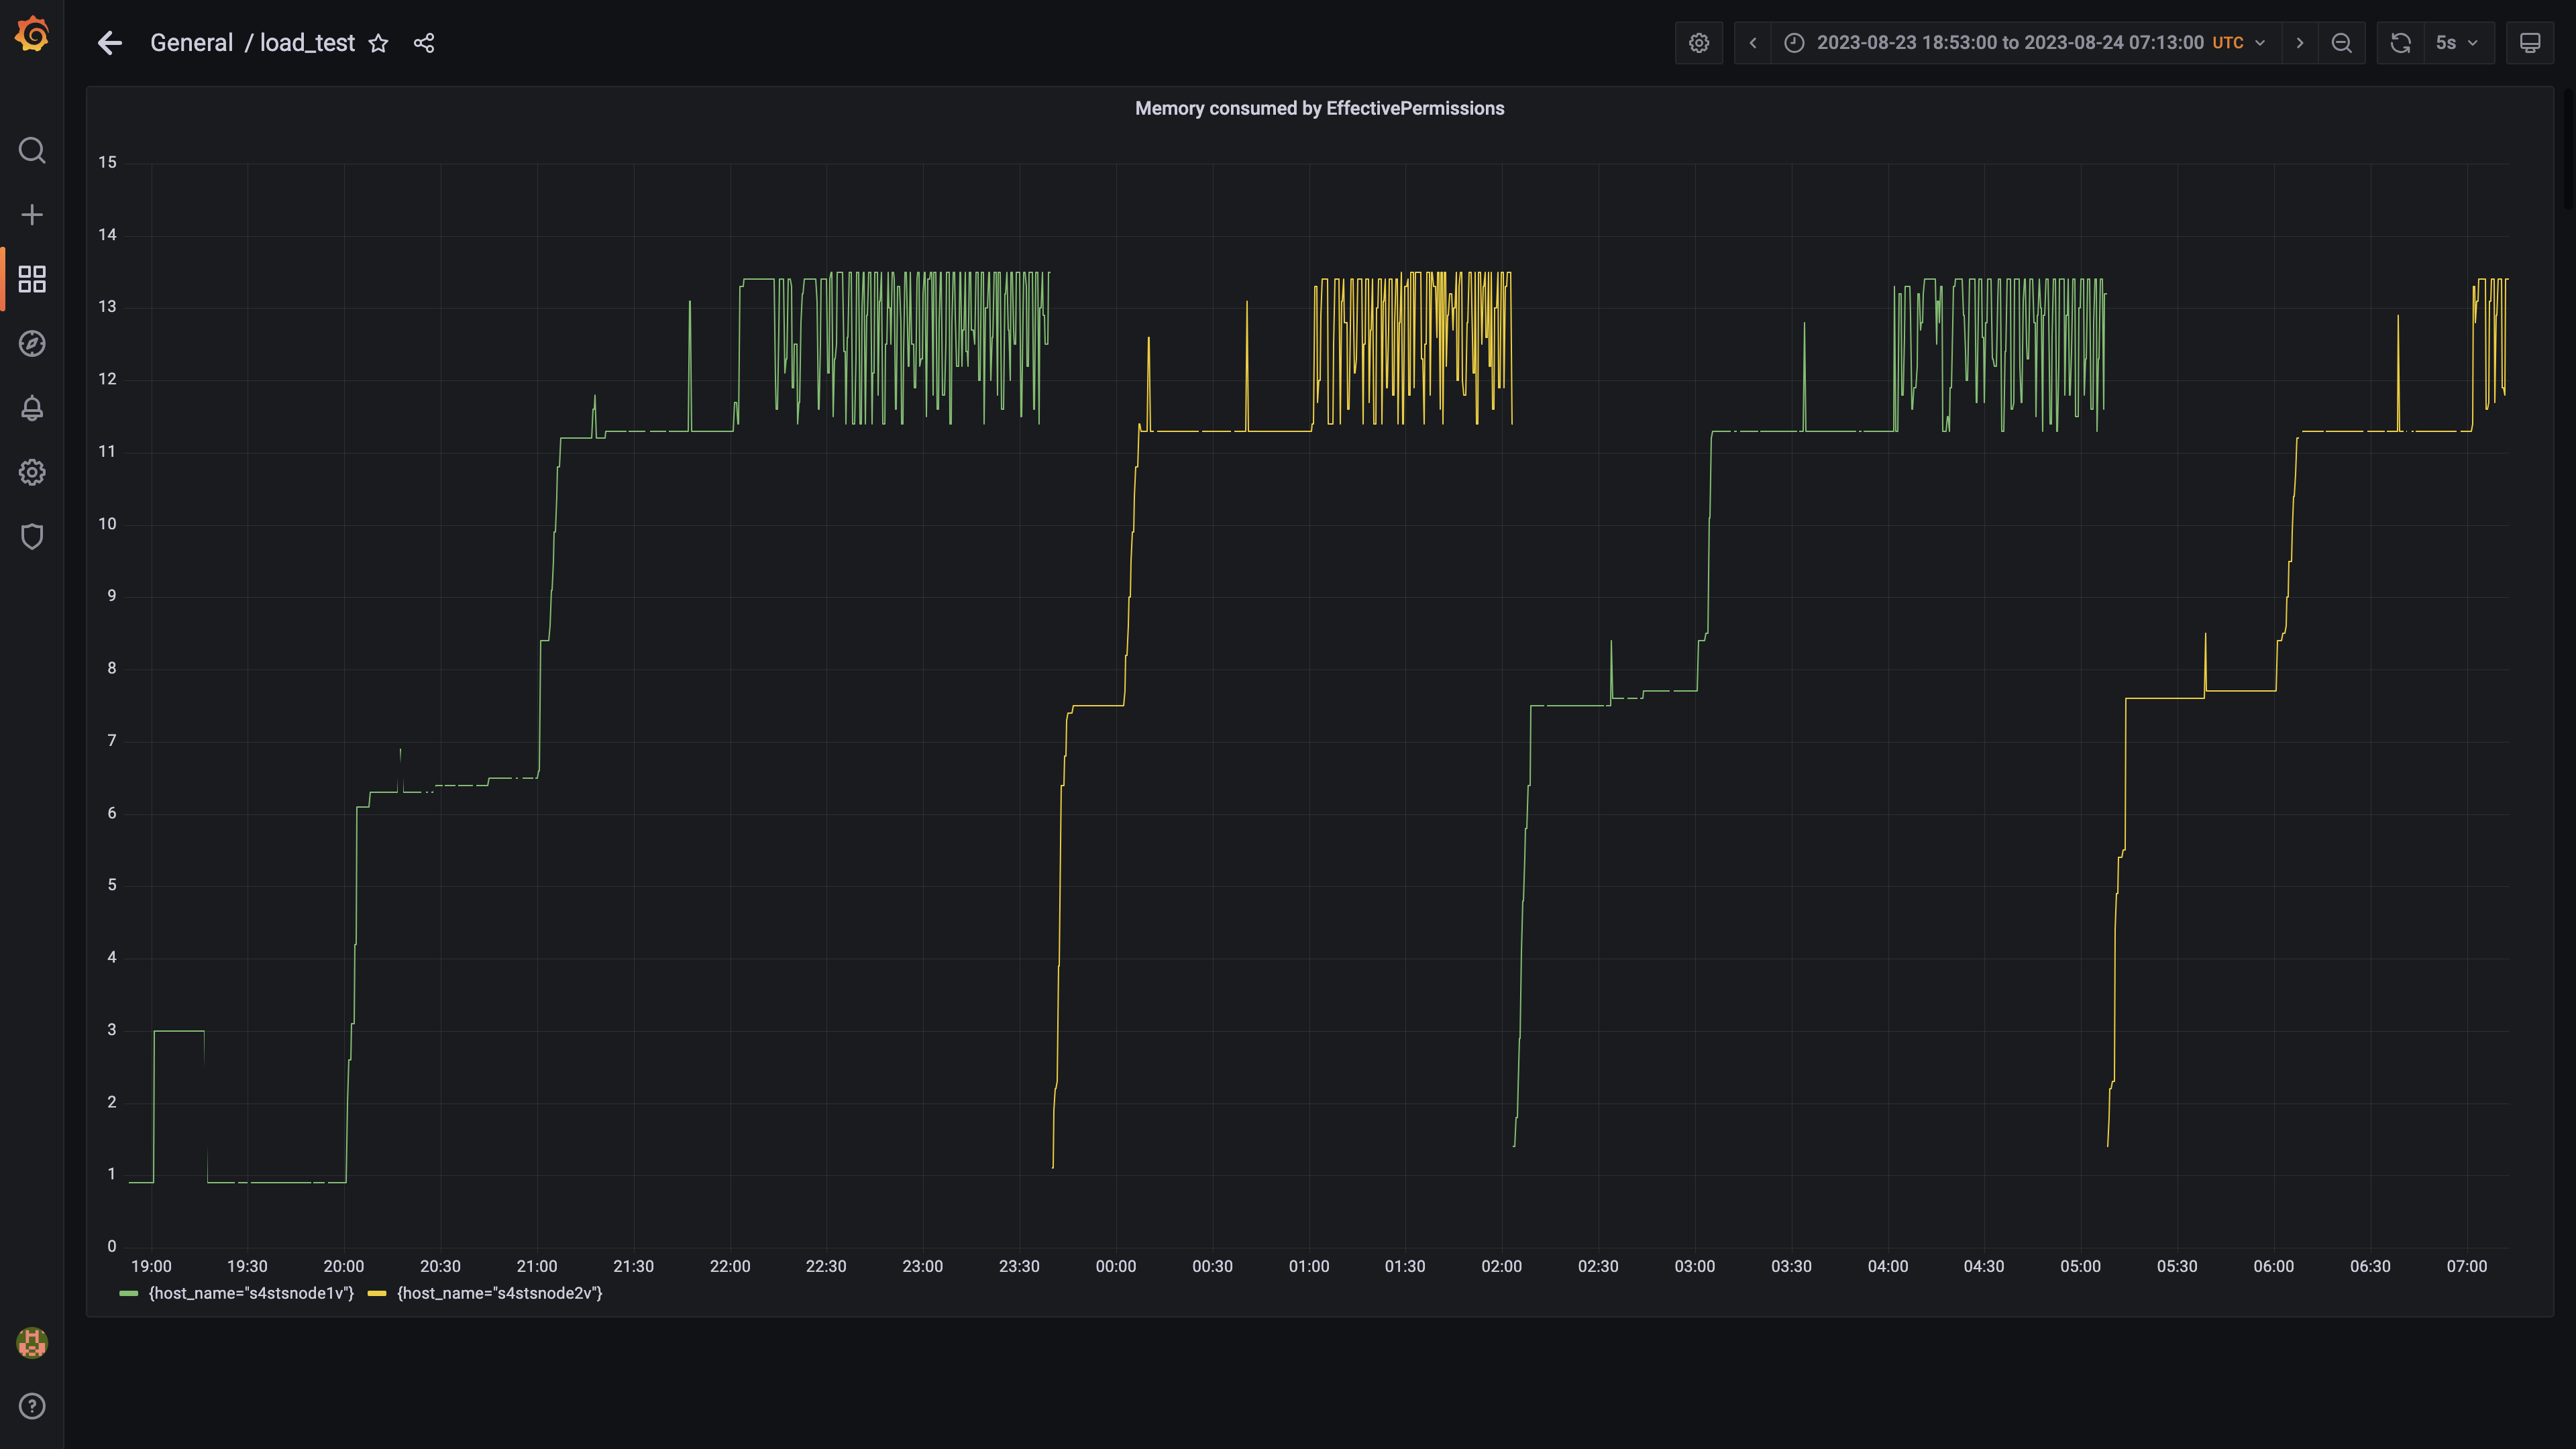 General / load_test
2023-08-23 18:53:00 to 2023-08-24 07:13:00 UTC
5s
Memory consumed by EffectivePermissions
15
14
13
12
11
10
9
8
7
6
5
4
3
2
1
0
19:00 19:30 20:00 20:30 21:00 21:30 22:00 22:30 23:00 23:30 00:00 00:30 01:00 01:30 02:00 02:30 03:00 03:30 04:00 04:30 05:00 05:30 06:00 06:30 07:00
{host_name="s4stsnode1v"} {host_name="s4stsnode2v"}